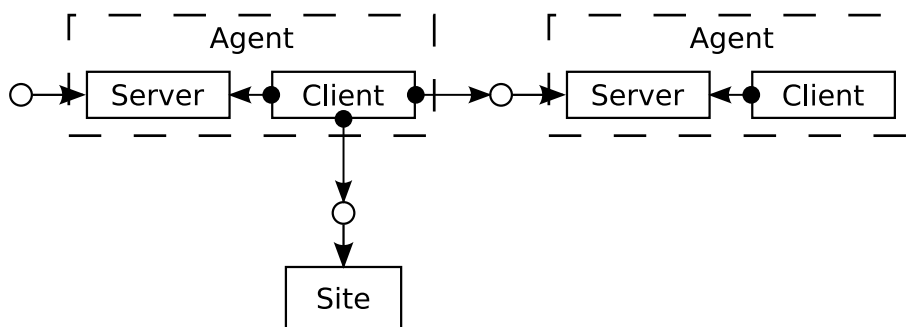 Agent
Agent
Server
Client
Server
Client
Site